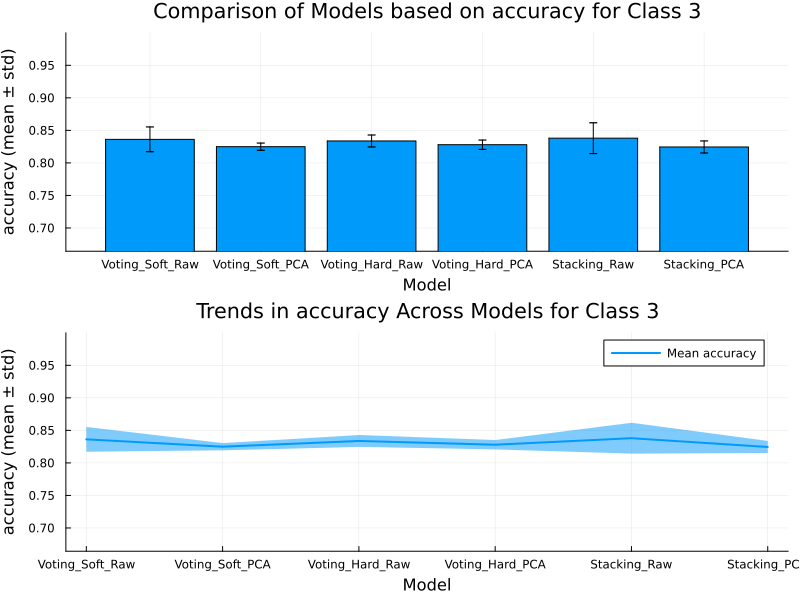 Comparison of Models based on accuracy for Class 3
accuracy (mean ± std)
0.95
0.90
0.85
0.80
0.75
0.70
Voting_Soft_Raw Voting_Soft_PCA Voting_Hard_Raw Voting_Hard_PCA Stacking_Raw Stacking_PCA
Model
Trends in accuracy Across Models for Class 3
accuracy (mean ± std)
Mean accuracy
0.95
0.90
0.85
0.80
0.75
0.70
Voting_Soft_Raw Voting_Soft_PCA Voting_Hard_Raw Voting_Hard_PCA Stacking_Raw Stacking_PC
Model